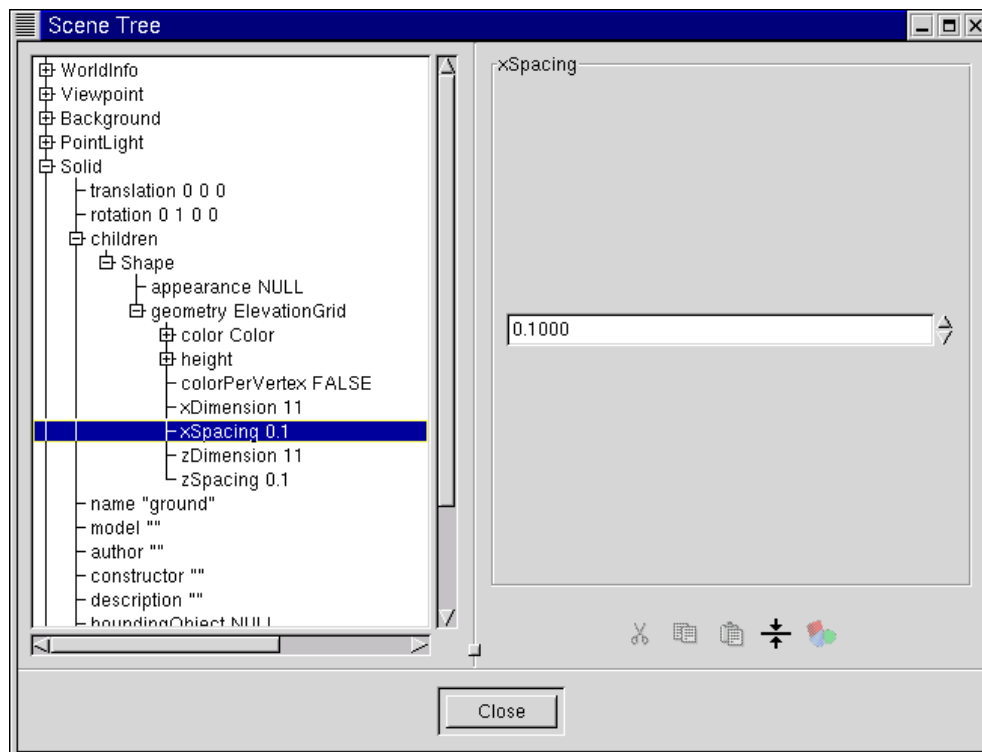 Scene Tree
WorldInfo
Viewpoint
Background
PointLight
Solid
translation 0 0 0
rotation 0 1 0 0
children
Shape
appearance NULL
geometry ElevationGrid
color Color
height
colorPerVertex FALSE
xDimension 11
xSpacing 0.1
zDimension 11
zSpacing 0.1
name "ground"
model ""
author ""
constructor ""
description ""
boundingObject NULL
xSpacing
0.1000
Close